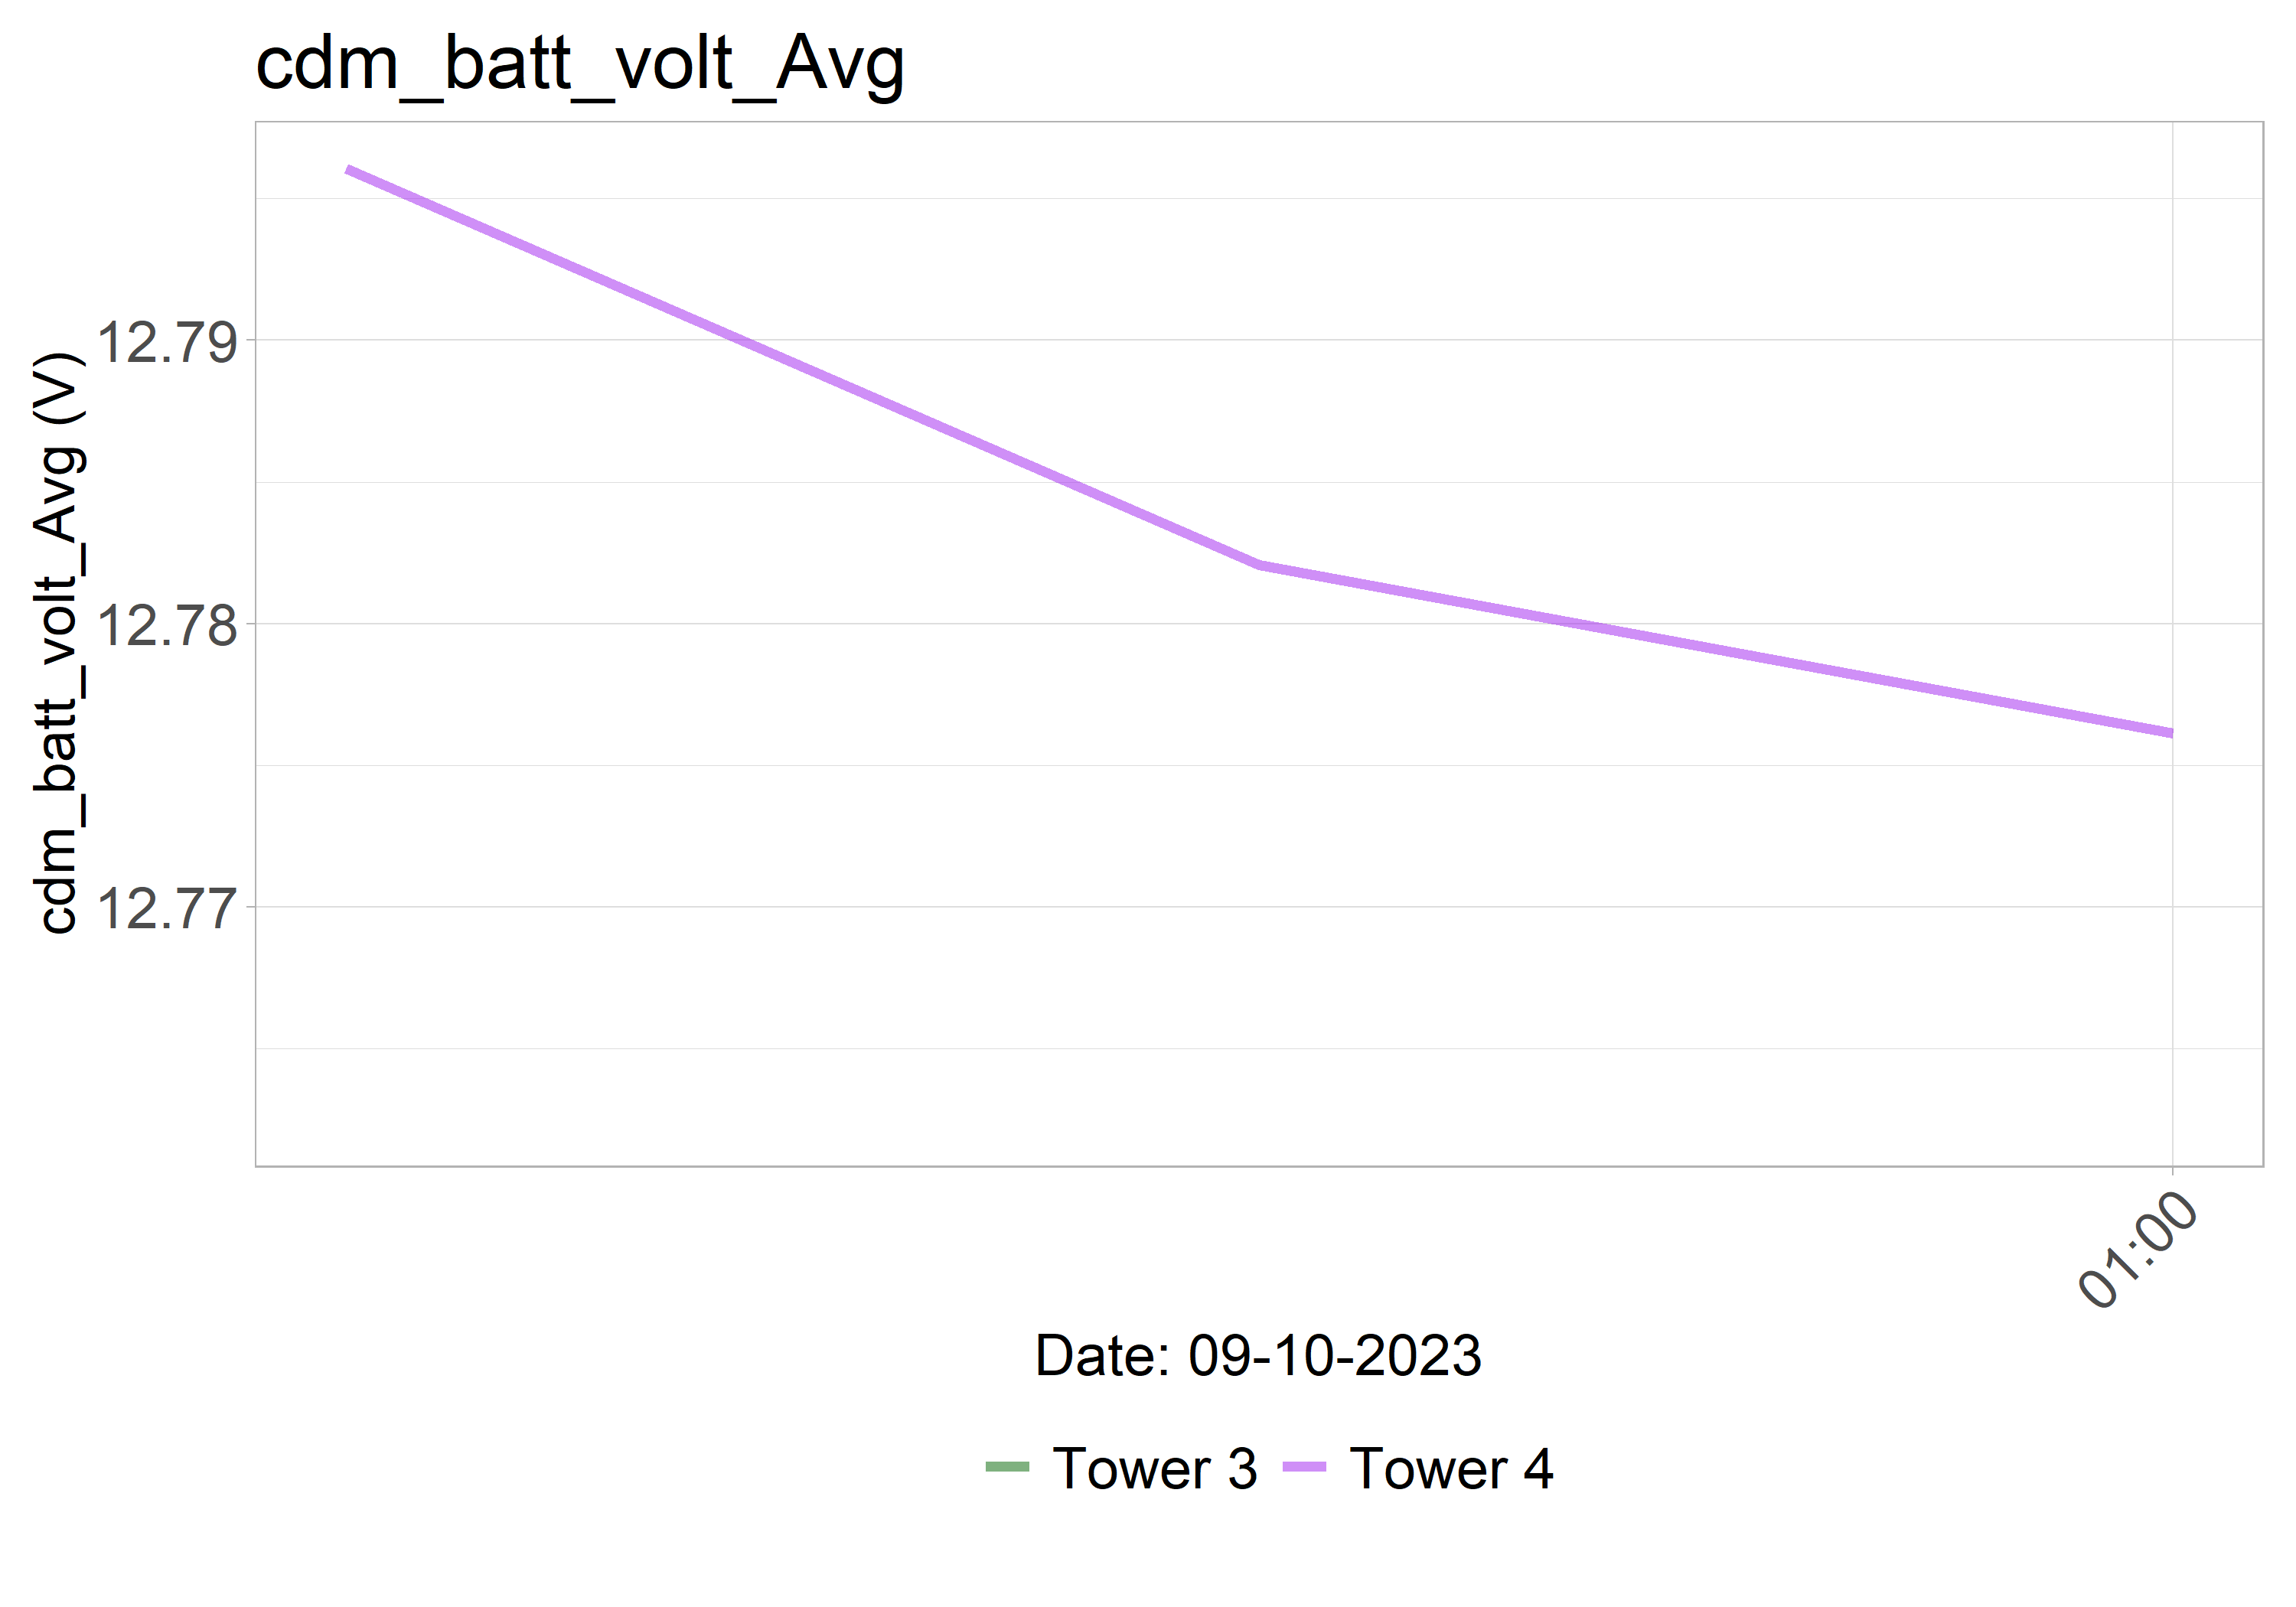 cdm_batt_volt_Avg
cdm_batt_volt_Avg (V)
12.79
12.78
12.77
01:00
Date: 09-10-2023
Tower 3
Tower 4